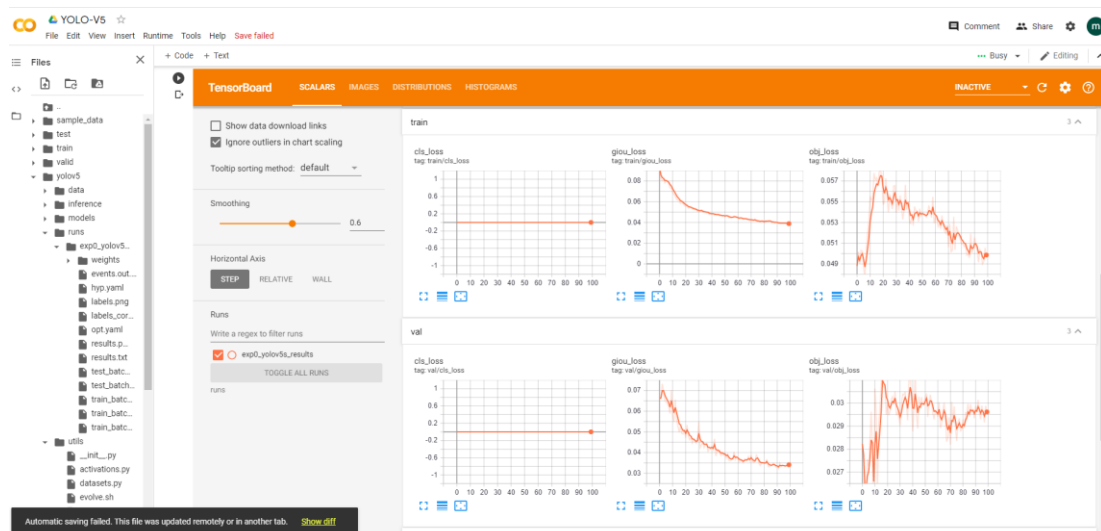 YOLO-V5
File Edit View Insert Runtime Tools Help Save failed
Comment Share
m
Files
+ Code + Text
Busy Editing
..
sample_data
test
train
valid
yolov5
data
inference
models
runs
exp0_yolov5...
weights
events.out....
hyp.yaml
labels.png
labels_cor...
opt.yaml
results.p...
results.txt
test_batc...
test_batch...
train_batc...
train_batc...
train_batc...
utils
__init__.py
activations.py
datasets.py
evolve.sh
Automatic saving failed. This file was updated remotely or in another tab. Show diff
TensorBoard SCALARS IMAGES DISTRIBUTIONS HISTOGRAMS INACTIVE
Show data download links
Ignore outliers in chart scaling
Tooltip sorting method: default
Smoothing
0.6
Horizontal Axis
STEP RELATIVE WALL
Runs
Write a regex to filter runs
exp0_yolov5s_results
TOGGLE ALL RUNS
runs
train 3
cls_loss
tag: train/cls_loss
1
0.6
0.2
-0.2
-0.6
-1
0 10 20 30 40 50 60 70 80 90 100
giou_loss
tag: train/giou_loss
0.08
0.06
0.04
0.02
0
0 10 20 30 40 50 60 70 80 90 100
obj_loss
tag: train/obj_loss
0.057
0.055
0.053
0.051
0.049
0 10 20 30 40 50 60 70 80 90 100
val 3
cls_loss
tag: val/cls_loss
1
0.6
0.2
-0.2
-0.6
-1
0 10 20 30 40 50 60 70 80 90 100
giou_loss
tag: val/giou_loss
0.07
0.06
0.05
0.04
0.03
0 10 20 30 40 50 60 70 80 90 100
obj_loss
tag: val/obj_loss
0.03
0.029
0.028
0.027
0 10 20 30 40 50 60 70 80 90 100